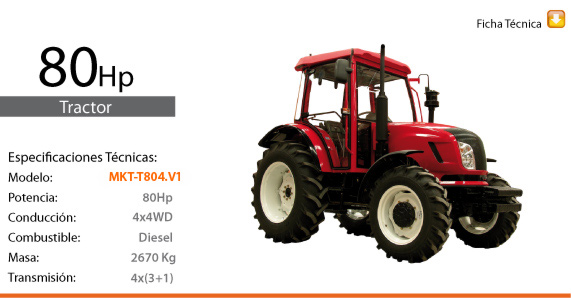 Ficha Técnica
80Hp
Tractor
Especificaciones Técnicas:
Modelo: MKT-T804.V1
Potencia: 80Hp
Conducción: 4x4WD
Combustible: Diesel
Masa: 2670 Kg
Transmisión: 4x(3+1)